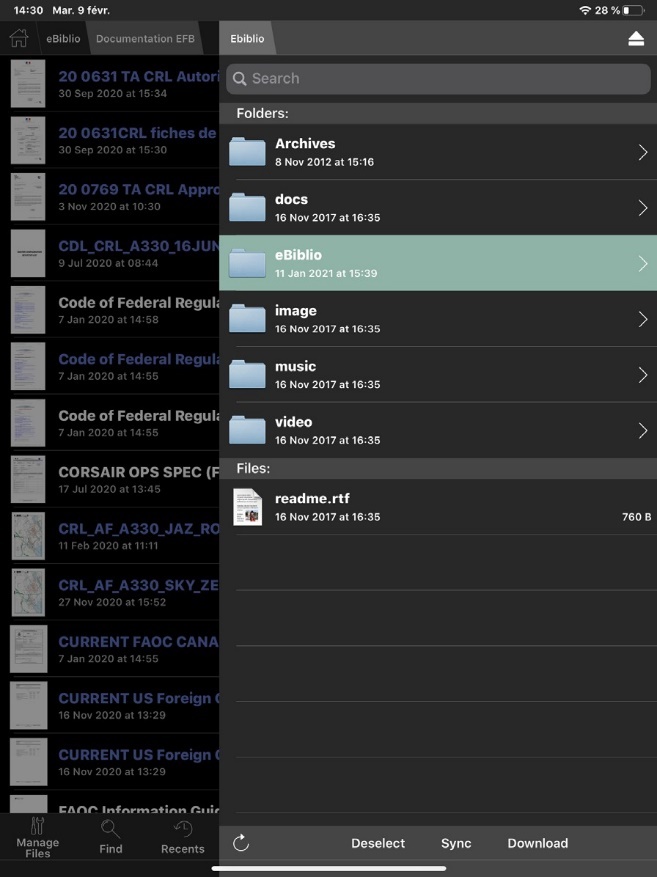 14:30 Mar. 9 févr.
28 %
eBiblio
Documentation EFB
20 0631 TA CRL Autori
30 Sep 2020 at 15:34
20 0631CRL fiches de
30 Sep 2020 at 15:30
20 0769 TA CRL Appro
3 Nov 2020 at 10:30
CDL_CRL_A330_16JUN
9 Jul 2020 at 08:44
Code of Federal Regula
7 Jan 2020 at 14:58
Code of Federal Regula
7 Jan 2020 at 14:55
Code of Federal Regula
7 Jan 2020 at 14:55
CORSAIR OPS SPEC (F
17 Jul 2020 at 13:45
CRL_AF_A330_JAZ_RO
11 Feb 2020 at 11:11
CRL_AF_A330_SKY_ZE
27 Nov 2020 at 15:52
CURRENT FAOC CANA
7 Jan 2020 at 14:55
CURRENT US Foreign
16 Nov 2020 at 13:29
CURRENT US Foreign
16 Nov 2020 at 13:29
FAOC Information Guid
Manage
Files
Find
Recents
Ebiblio
Search
Folders:
Archives
8 Nov 2012 at 15:16
docs
16 Nov 2017 at 16:35
eBiblio
11 Jan 2021 at 15:39
image
16 Nov 2017 at 16:35
music
16 Nov 2017 at 16:35
video
16 Nov 2017 at 16:35
Files:
readme.rtf
16 Nov 2017 at 16:35
760 B
Deselect
Sync
Download